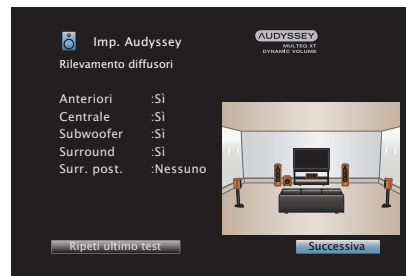 Imp. Audyssey
AUDYSSEY
MULTEQ XT
DYNAMIC VOLUME
Rilevamento diffusori
Anteriori :Sì
Centrale :Sì
Subwoofer :Sì
Surround :Sì
Surr. post. :Nessuno
Ripeti ultimo test
Successiva